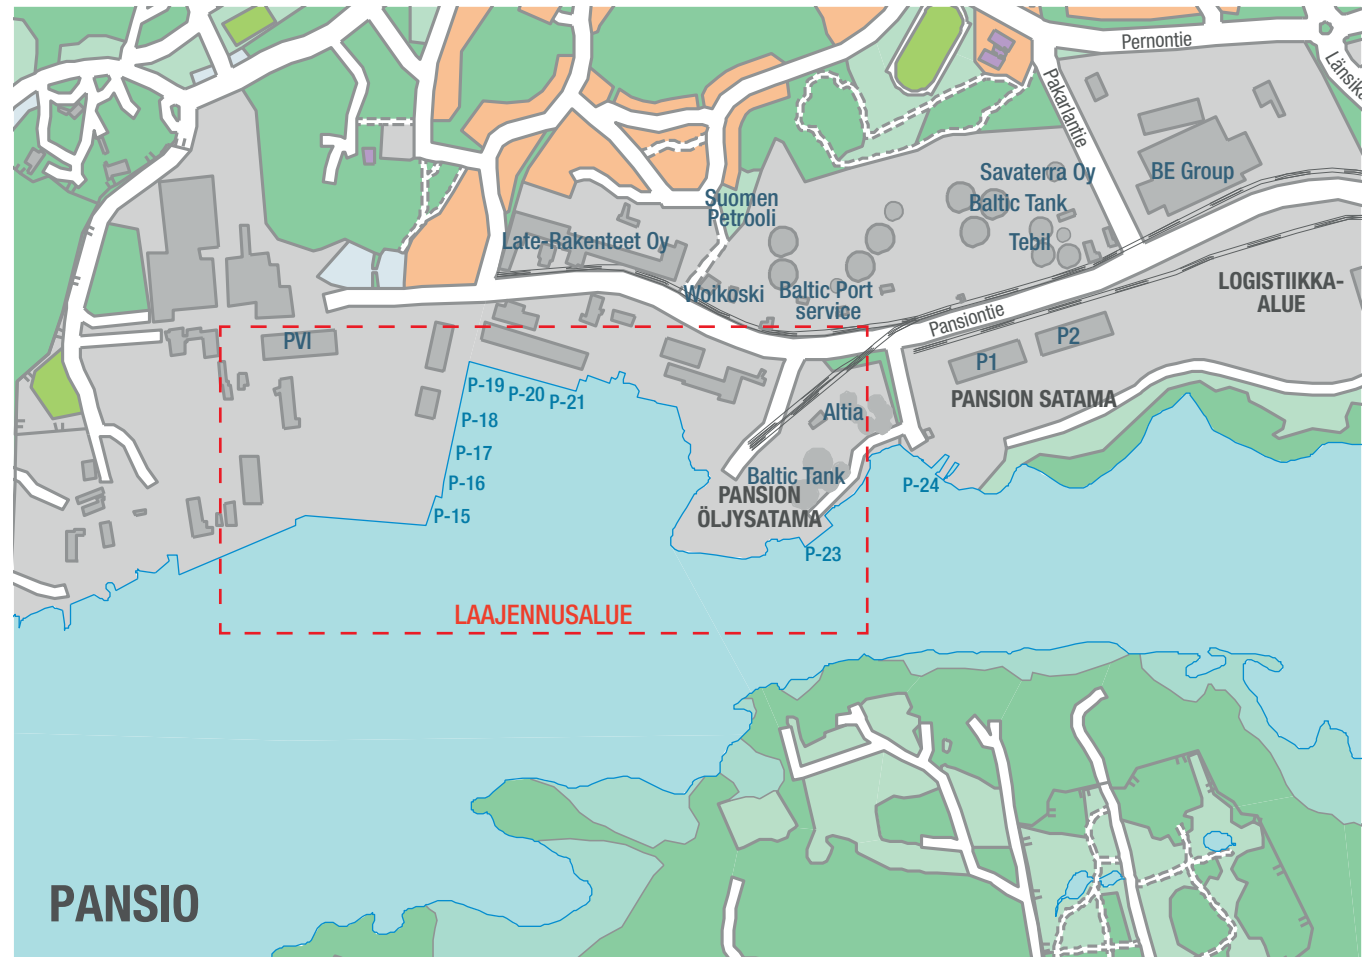 Pernontie
Länsika
Pakarlantie
Savaterra Oy
BE Group
Baltic Tank
Suomen
Petrooli
Tebil
Late-Rakenteet Oy
LOGISTIIKKA-
ALUE
Woikoski
Baltic Port
service
Pansiontie
PVI
P2
P1
P-19
P-20
P-21
PANSION SATAMA
Altia
P-18
P-17
P-16
Baltic Tank
P-24
PANSION
ÖLJYSATAMA
P-15
P-23
LAAJENNUSALUE
PANSIO